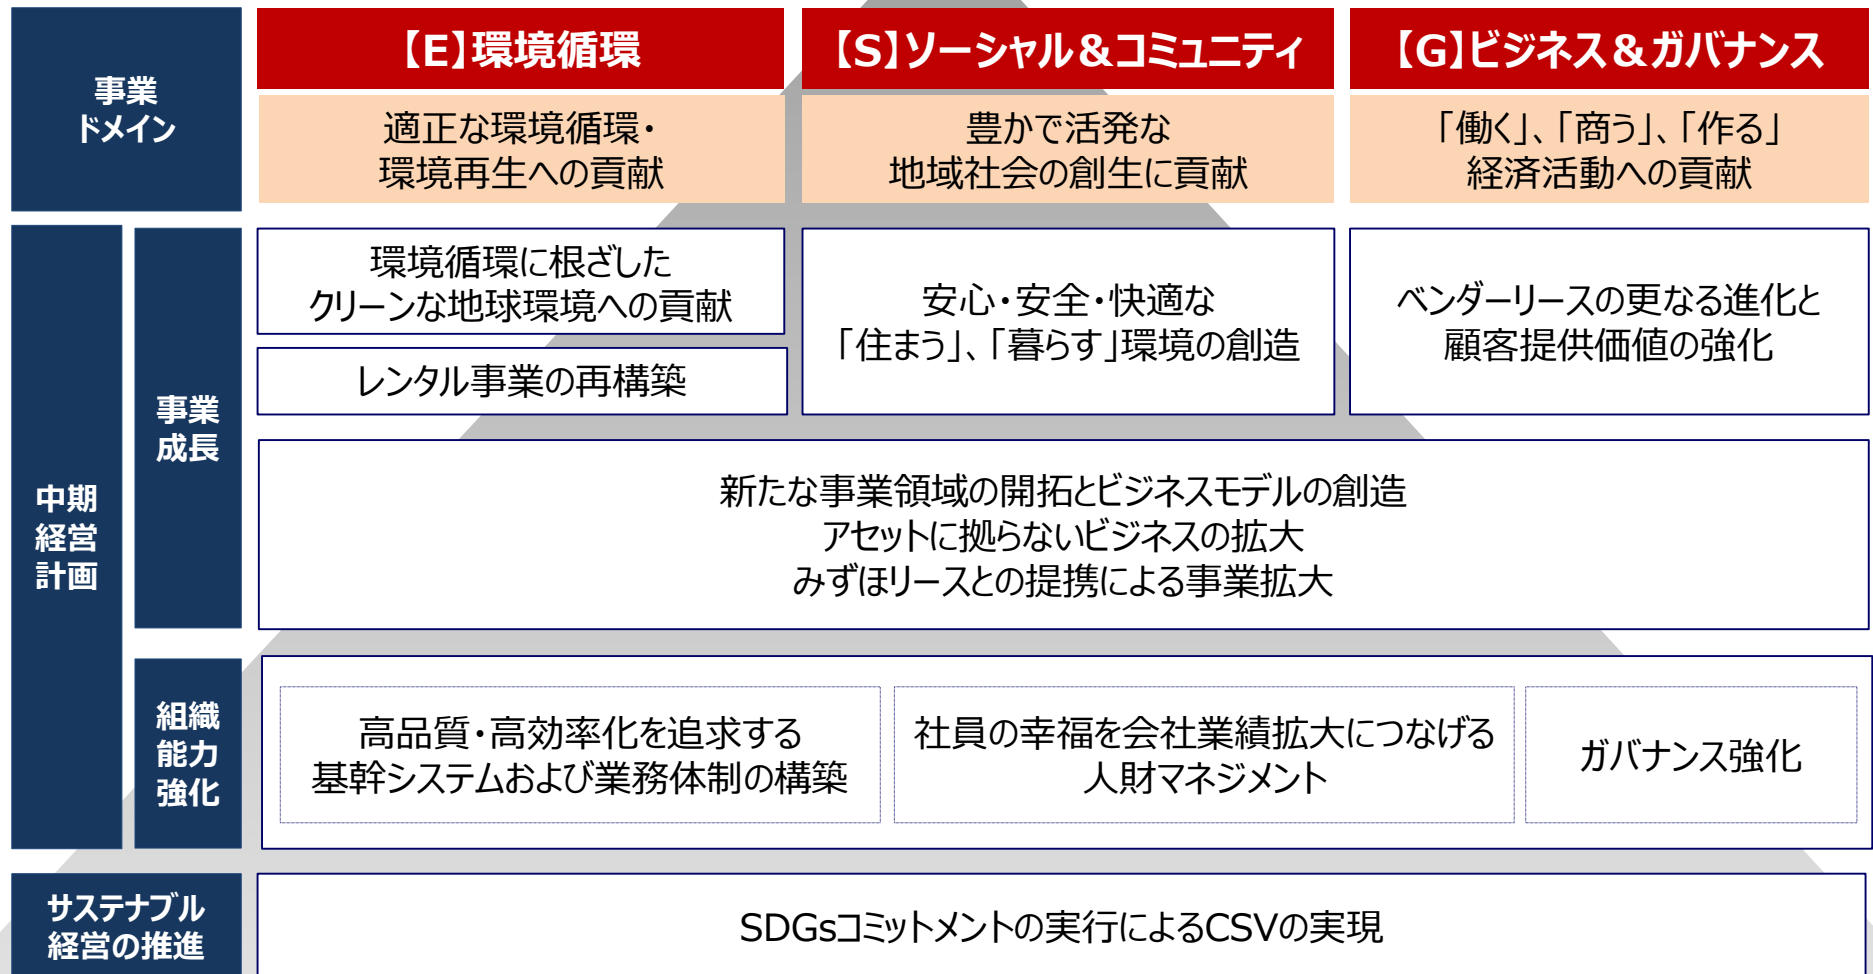 事業
ドメイン
【E】環境循環
【S】ソーシャル＆コミュニティ
【G】ビジネス＆ガバナンス
適正な環境循環・
環境再生への貢献
豊かで活発な
地域社会の創生に貢献
「働く」、「商う」、「作る」
経済活動への貢献
中期
経営
計画
事業
成長
環境循環に根ざした
クリーンな地球環境への貢献
レンタル事業の再構築
安心・安全・快適な
「住まう」、「暮らす」環境の創造
ベンダーリースの更なる進化と
顧客提供価値の強化
新たな事業領域の開拓とビジネスモデルの創造
アセットに拠らないビジネスの拡大
みずほリースとの提携による事業拡大
組織
能力
強化
高品質・高効率化を追求する
基幹システムおよび業務体制の構築
社員の幸福を会社業績拡大につなげる
人財マネジメント
ガバナンス強化
サステナブル
経営の推進
SDGsコミットメントの実行によるCSVの実現